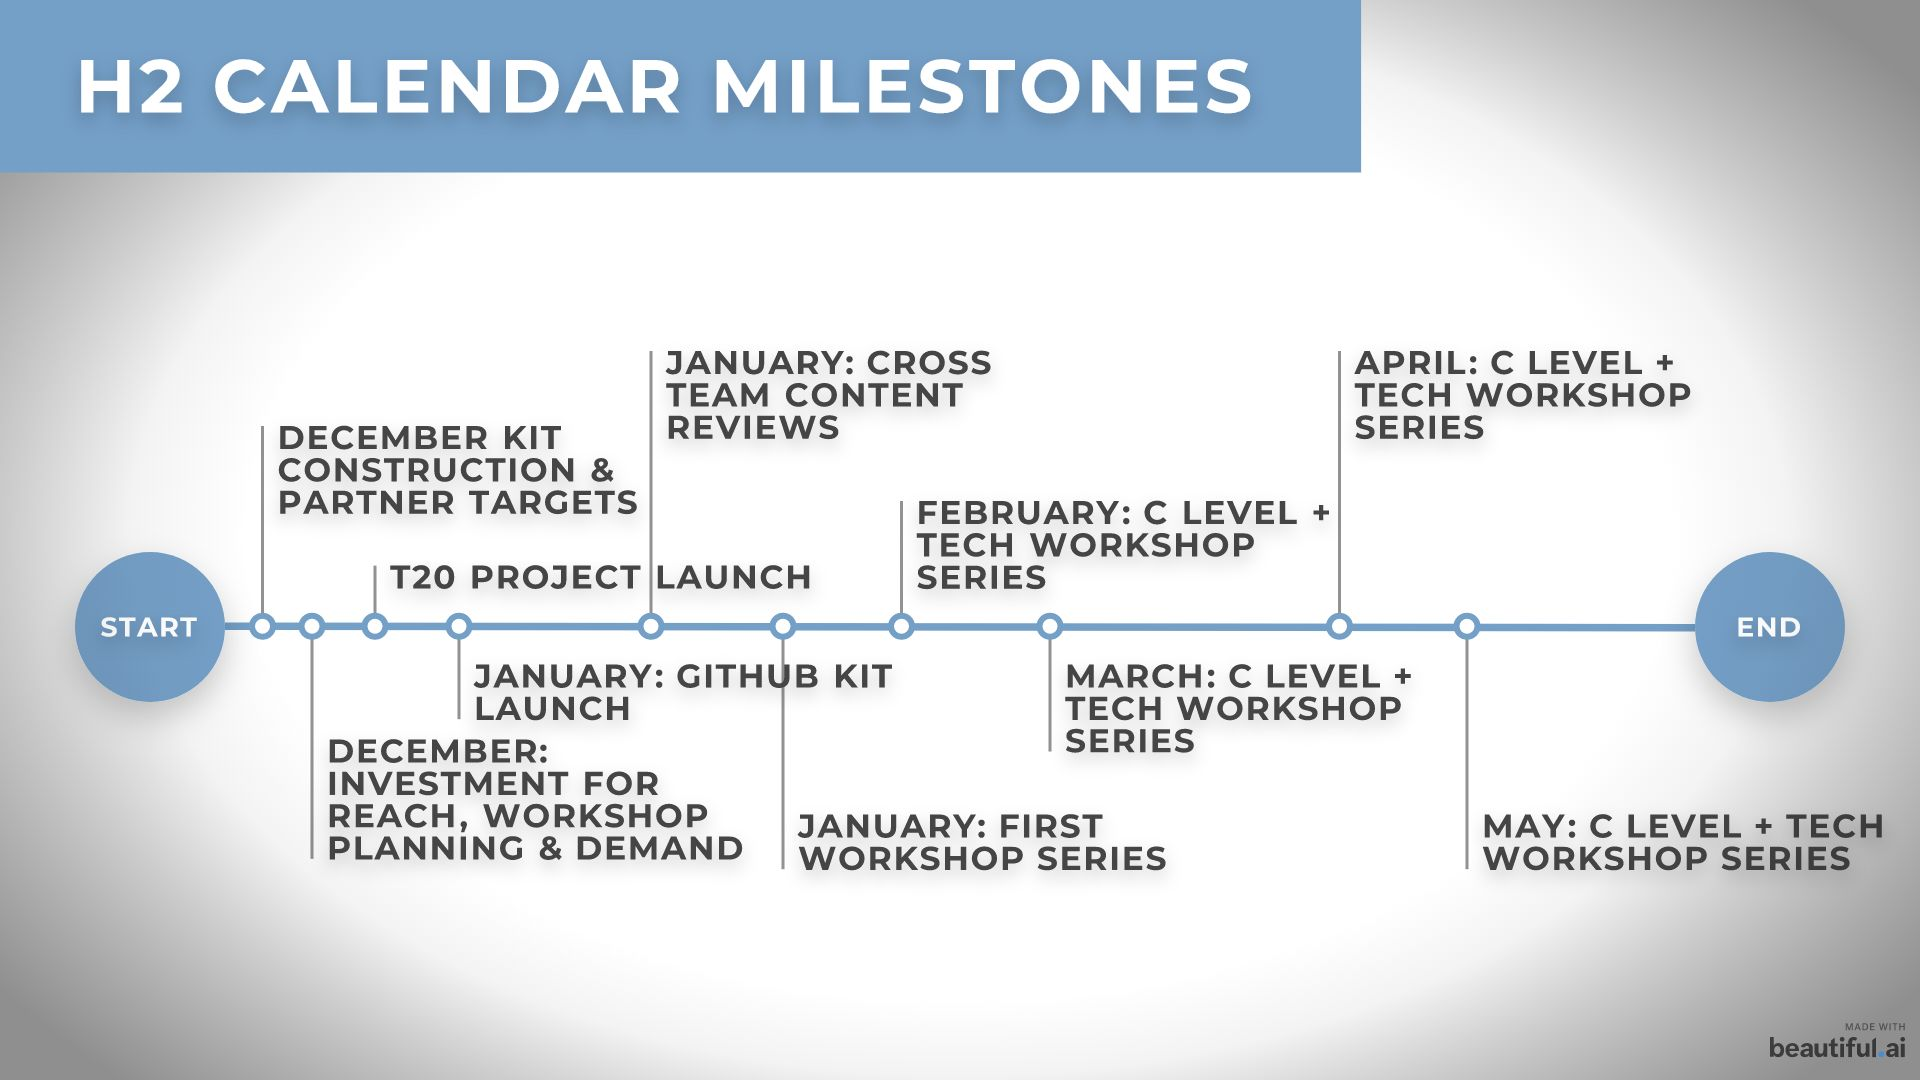 H2 CALENDAR MILESTONES
START
DECEMBER KIT
CONSTRUCTION &
PARTNER TARGETS
DECEMBER:
INVESTMENT FOR
REACH, WORKSHOP
PLANNING & DEMAND
T20 PROJECT LAUNCH
JANUARY: GITHUB KIT
LAUNCH
JANUARY: CROSS
TEAM CONTENT
REVIEWS
JANUARY: FIRST
WORKSHOP SERIES
FEBRUARY: C LEVEL +
TECH WORKSHOP
SERIES
MARCH: C LEVEL +
TECH WORKSHOP
SERIES
APRIL: C LEVEL +
TECH WORKSHOP
SERIES
MAY: C LEVEL + TECH
WORKSHOP SERIES
END
MADE WITH
beautiful.ai